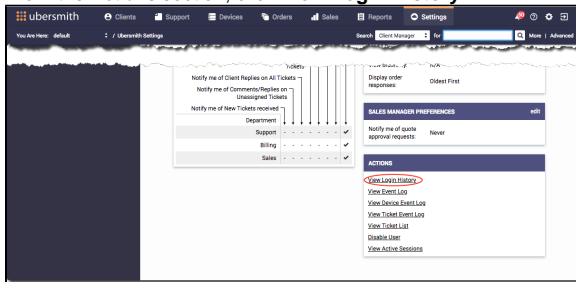 ubersmith Clients Support Devices Orders Sales Reports Settings
You Are Here: default / Ubersmith Settings Search Client Manager for More | Advanced
Tickets N/A
Notify me of Client Replies on All Tickets Display order responses: Oldest First
Notify me of Comments/Replies on Unassigned Tickets
Notify me of New Tickets received
Department
Support - - - - - - ✔
Billing - - - - - - ✔
Sales - - - - - - ✔
SALES MANAGER PREFERENCES edit
Notify me of quote approval requests: Never
ACTIONS
View Login History
View Event Log
View Device Event Log
View Ticket Event Log
View Ticket List
Disable User
View Active Sessions